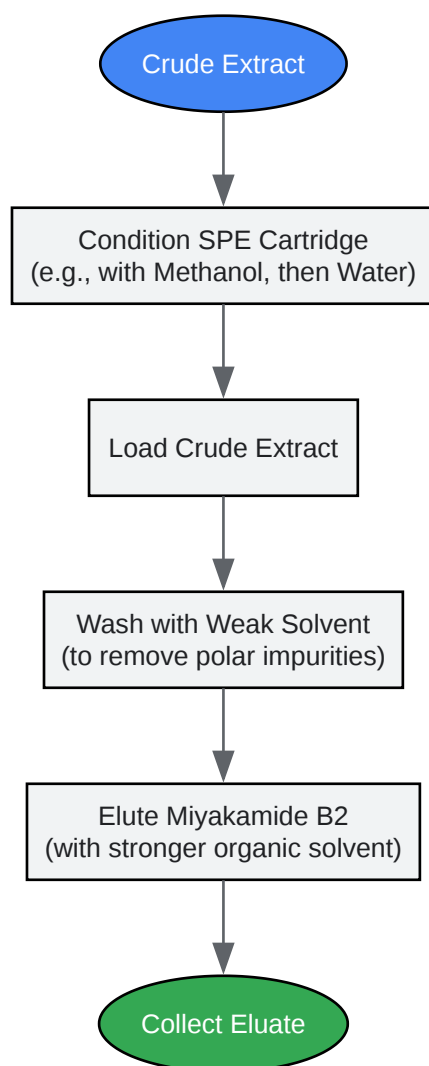 Crude Extract
Condition SPE Cartridge
(e.g., with Methanol, then Water)
Load Crude Extract
Wash with Weak Solvent
(to remove polar impurities)
Elute Miyakamide B2
(with stronger organic solvent)
Collect Eluate